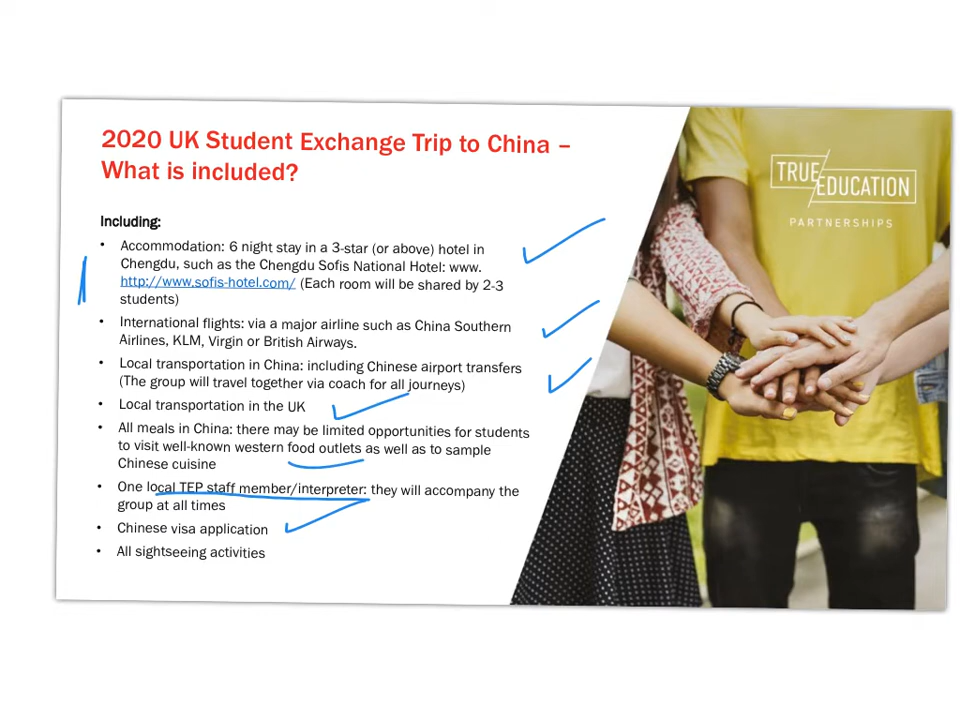 2020 UK Student Exchange Trip to China –
What is included?
Including:
• Accommodation: 6 night stay in a 3-star (or above) hotel in
Chengdu, such as the Chengdu Sofis National Hotel: www.
http://www.sofis-hotel.com/ (Each room will be shared by 2-3
students)
• International flights: via a major airline such as China Southern
Airlines, KLM, Virgin or British Airways.
• Local transportation in China: including Chinese airport transfers
(The group will travel together via coach for all journeys)
• Local transportation in the UK
• All meals in China: there may be limited opportunities for students
to visit well-known western food outlets as well as to sample
Chinese cuisine
• One local TEP staff member/interpreter: they will accompany the
group at all times
• Chinese visa application
• All sightseeing activities
TRUE
EDUCATION
PARTNERSHIPS